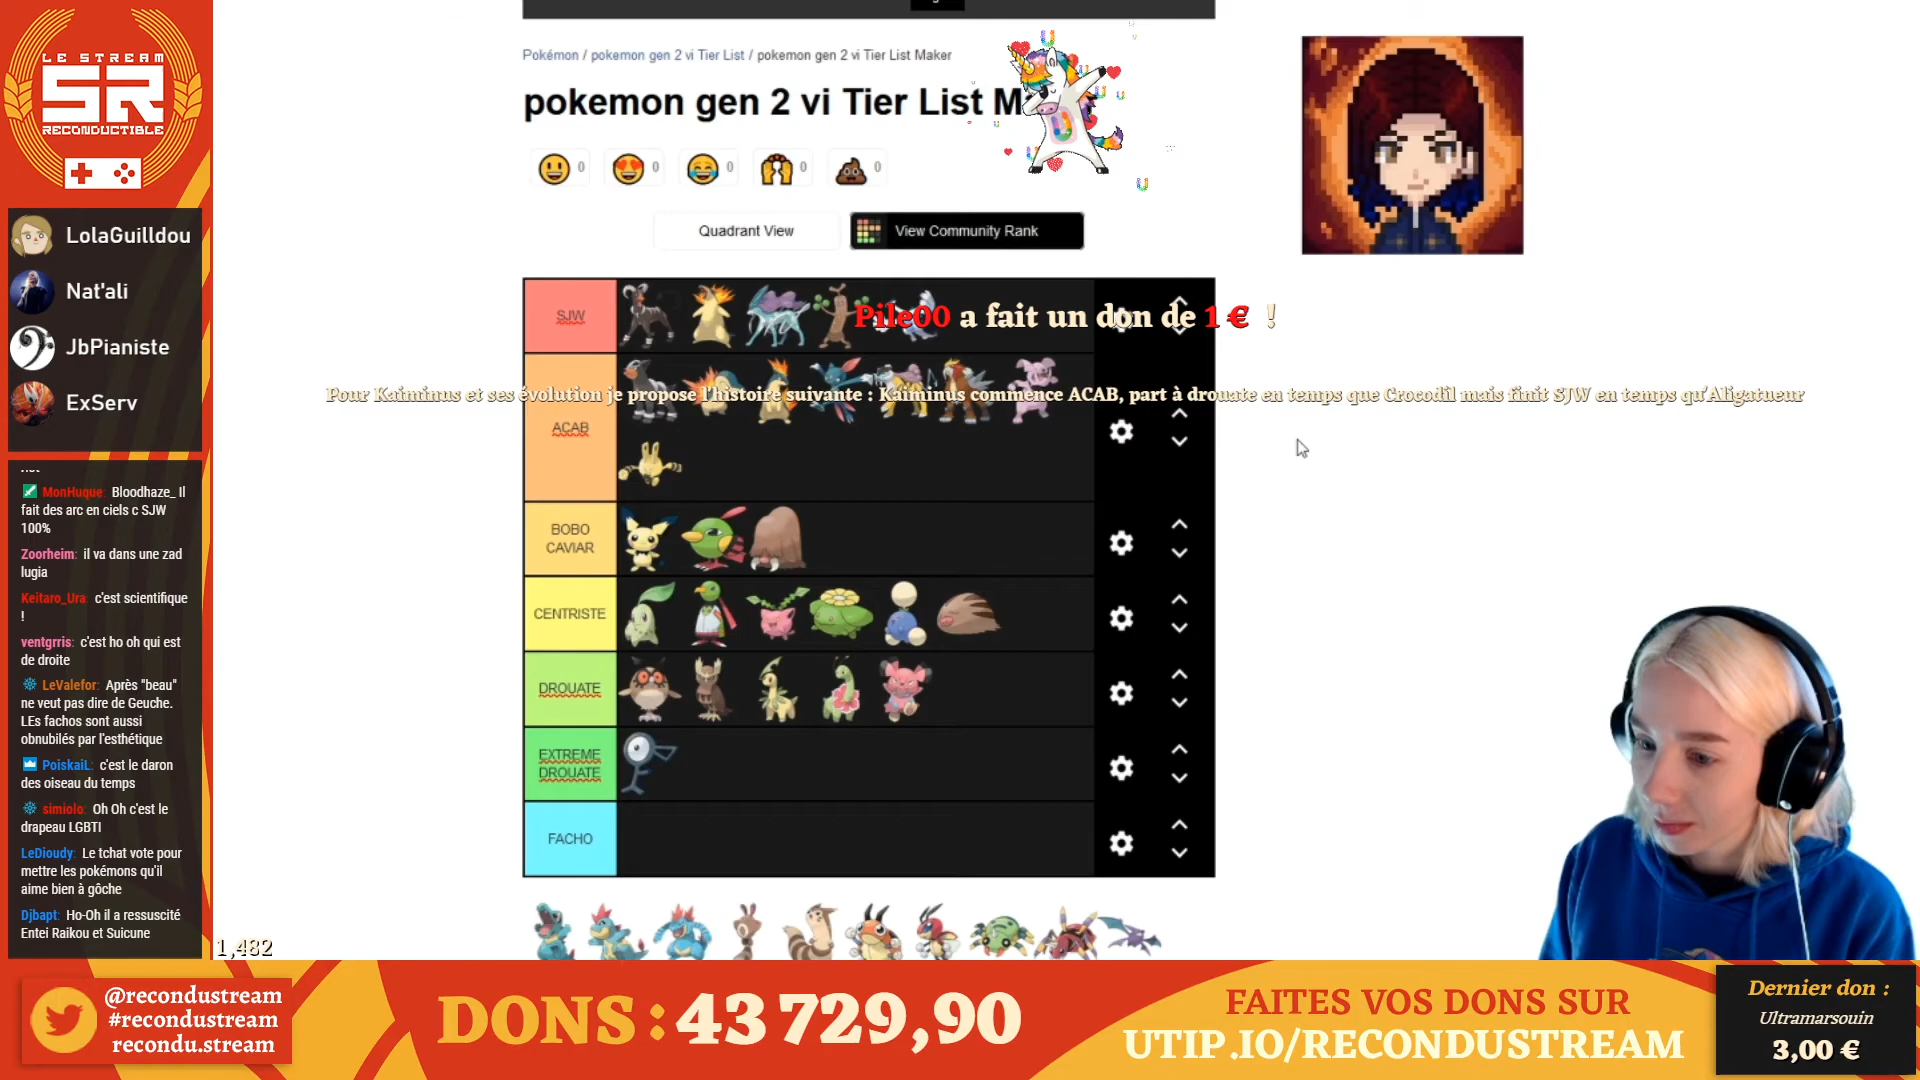 LE STREAM
SR
RECONDUCTIBLE
LolaGuilldou
Nat'ali
JbPianiste
ExServ
MonHuque: Bloodhaze_ Il
fait des arc en ciels c SJW
100%
Zoorheim: il va dans une zad
lugia
Keitaro_Ura: c'est scientifique
!
ventgrris: c'est ho oh qui est
de droite
LeValefor: Après "beau"
ne veut pas dire de Geuche.
LEs fachos sont aussi
obnubilés par l'esthétique
PoiskaiL: c'est le daron
des oiseau du temps
simiolo: Oh Oh c'est le
drapeau LGBTI
LeDioudy: Le tchat vote pour
mettre les pokémons qu'il
aime bien à gôche
Djbapt: Ho-Oh il a ressuscité
Entei Raikou et Suicune
1,482
Pokémon / pokemon gen 2 vi Tier List / pokemon gen 2 vi Tier List Maker
pokemon gen 2 vi Tier List M
0 0 0 0 0
Quadrant View
View Community Rank
SJW
Pile00 a fait un don de 1 € !
Pour Kaiminus et ses évolution je propose l'histoire suivante : Kaiminus commence ACAB, part à drouate en temps que Crocodil mais finit SJW en temps qu'Aligatueur
ACAB
BOBO
CAVIAR
CENTRISTE
DROUATE
EXTREME
DROUATE
FACHO
@recondustream
#recondustream
recondu.stream
DONS : 43 729,90
FAITES VOS DONS SUR
UTIP.IO/RECONDUSTREAM
Dernier don :
Ultramarsouin
3,00 €